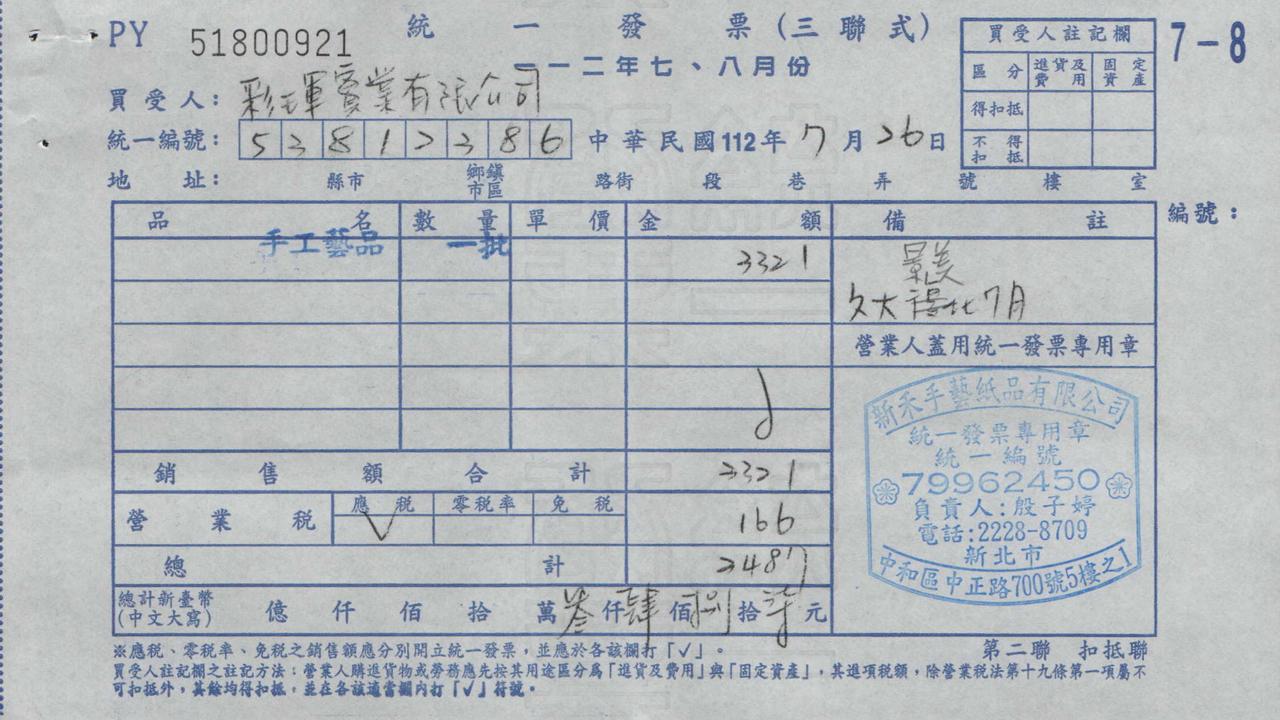 PY 51800921 統一發票(三聯式) 7-8
一一二年七、八月份
買受人註記欄
區分 進貨及費用 固定資產
得扣抵
不得扣抵
買受人: 彩琿實業有限公司
統一編號: 53812386 中華民國112年7月26日
地址: 縣市 鄉鎮市區 路街 段 巷 弄 號 樓 室
編號:
品名 數量 單價 金額 備註
手工藝品 一批 3321 景美
文大 北7月
營業人蓋用統一發票專用章
銷售額合計 3321
營業稅 應稅 零稅率 免稅 166
√
總計 3487
總計新臺幣(中文大寫) 億 仟 佰 拾 萬 叁 仟 肆 佰 捌 拾 柒 元
新禾手藝紙品有限公司
統一發票專用章
統一編號
79962450
負責人:殷子婷
電話:2228-8709
新北市
中和區中正路700號5樓之1
※應稅、零稅率、免稅之銷售額應分別開立統一發票,並應於各該欄打「√」。 第二聯 扣抵聯
買受人註記欄之註記方法:營業人購進貨物或勞務應先按其用途區分為「進貨及費用」與「固定資產」,其進項稅額,除營業稅法第十九條第一項屬不
可扣抵外,其餘均得扣抵,並在各該適當欄內打「√」符號。